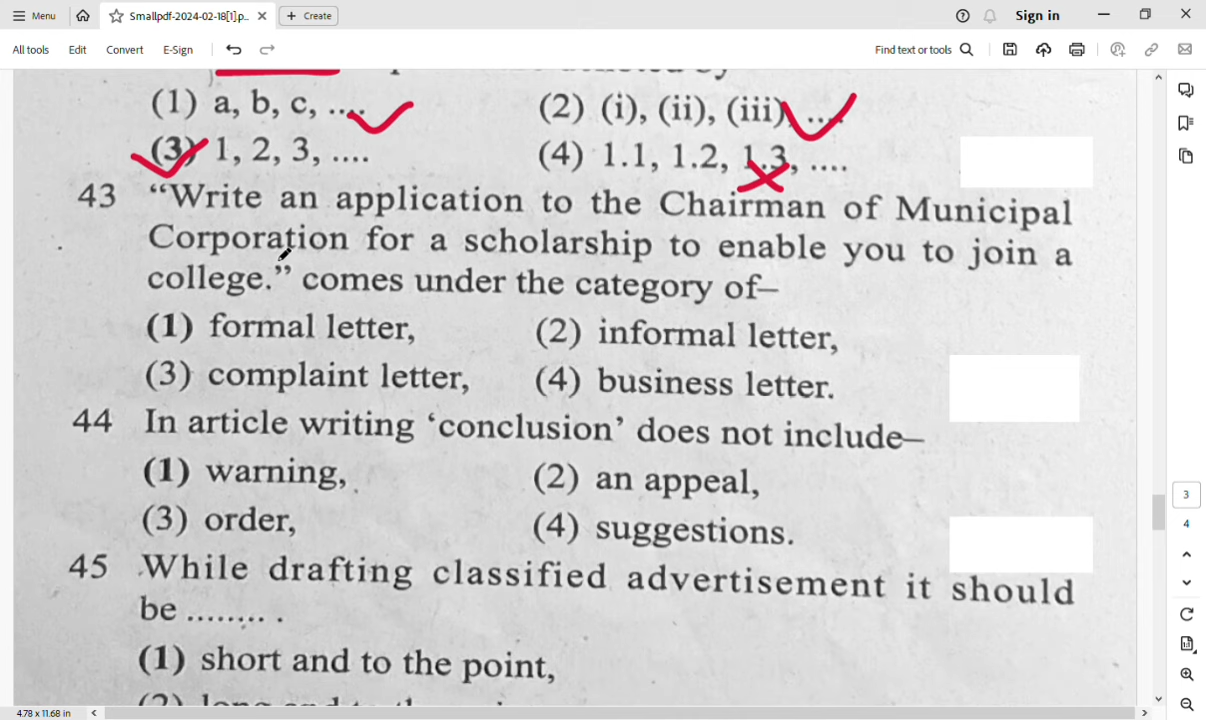 Menu
Smallpdf-2024-02-18[1].p...
Create
Sign in
All tools Edit Convert E-Sign
Find text or tools
(1) a, b, c, .... (2) (i), (ii), (iii), ....
(3) 1, 2, 3, .... (4) 1.1, 1.2, 1.3, ....
43 “Write an application to the Chairman of Municipal
Corporation for a scholarship to enable you to join a
college.” comes under the category of–
(1) formal letter, (2) informal letter,
(3) complaint letter, (4) business letter.
44 In article writing ‘conclusion’ does not include–
(1) warning, (2) an appeal,
(3) order, (4) suggestions.
45 While drafting classified advertisement it should
be ........ .
(1) short and to the point,
3
4
4.78 x 11.68 in